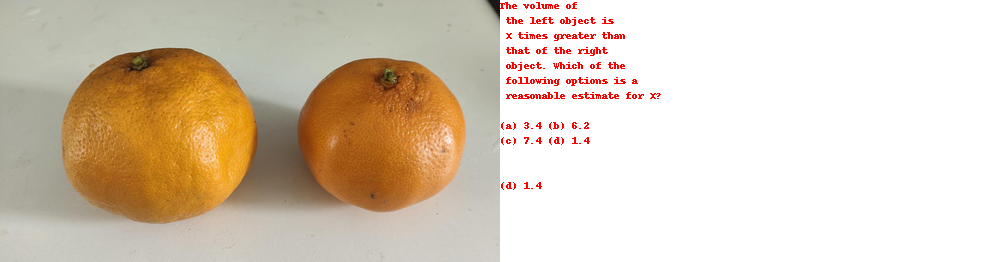 The volume of
the left object is
X times greater than
that of the right
object. Which of the
following options is a
reasonable estimate for X?
(a) 3.4 (b) 6.2
(c) 7.4 (d) 1.4
(d) 1.4